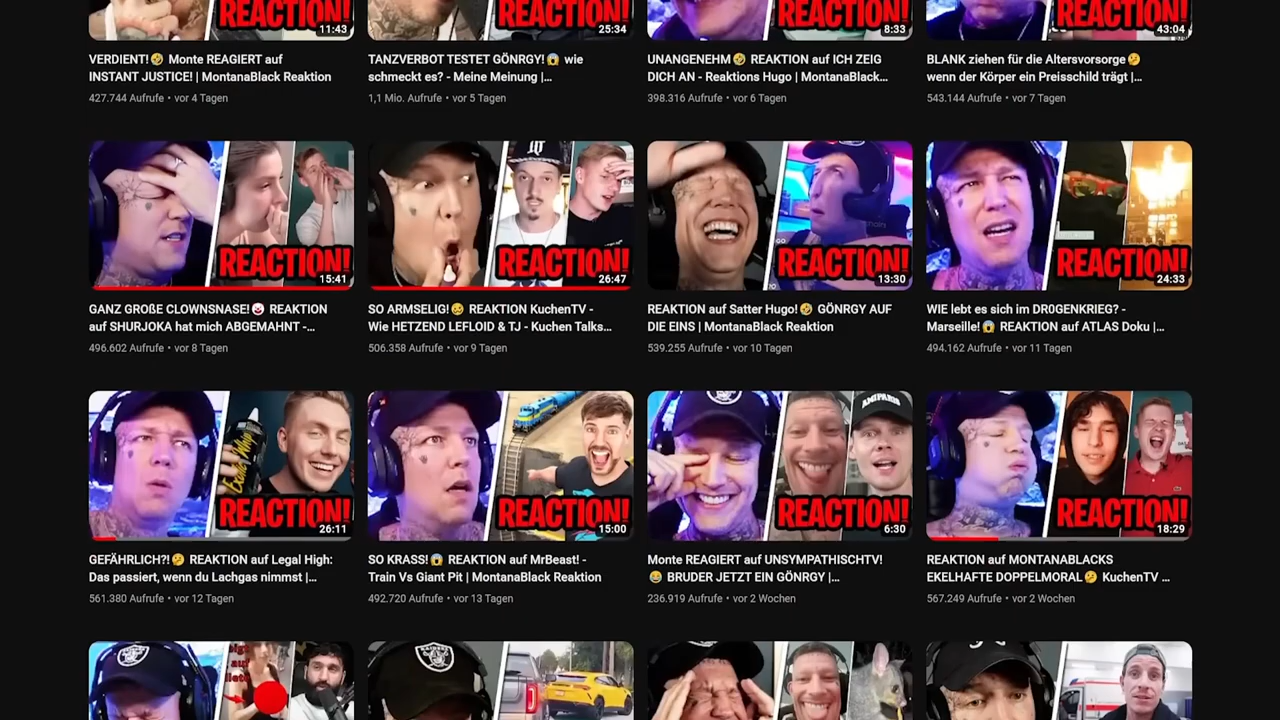 REACTION!
11:43
REACTION!
25:34
REACTION!
8:33
REACTION!
43:04
VERDIENT!🤣 Monte REAGIERT auf
INSTANT JUSTICE! | MontanaBlack Reaktion
427.744 Aufrufe • vor 4 Tagen
TANZVERBOT TESTET GÖNRGY!😱 wie
schmeckt es? - Meine Meinung |…
1,1 Mio. Aufrufe • vor 5 Tagen
UNANGENEHM🤣 REAKTION auf ICH ZEIG
DICH AN - Reaktions Hugo | MontanaBlack…
398.316 Aufrufe • vor 6 Tagen
BLANK ziehen für die Altersvorsorge🤔
wenn der Körper ein Preisschild trägt |…
543.144 Aufrufe • vor 7 Tagen
REACTION!
15:41
REACTION!
26:47
REACTION!
13:30
REACTION!
24:33
GANZ GROßE CLOWNSNASE!🤡 REAKTION
auf SHURJOKA hat mich ABGEMAHNT -…
496.602 Aufrufe • vor 8 Tagen
SO ARMSELIG!🥴 REAKTION KuchenTV -
Wie HETZEND LEFLOID & TJ - Kuchen Talks…
506.358 Aufrufe • vor 9 Tagen
REAKTION auf Satter Hugo!🤣 GÖNRGY AUF
DIE EINS | MontanaBlack Reaktion
539.255 Aufrufe • vor 10 Tagen
WIE lebt es sich im DR0GENKRIEG? -
Marseille!😱 REAKTION auf ATLAS Doku |…
494.162 Aufrufe • vor 11 Tagen
REACTION!
26:11
REACTION!
15:00
AMIPARIS
REACTION!
6:30
REACTION!
18:29
GEFÄHRLICH?!🤔 REAKTION auf Legal High:
Das passiert, wenn du Lachgas nimmst |…
561.380 Aufrufe • vor 12 Tagen
SO KRASS!😱 REAKTION auf MrBeast! -
Train Vs Giant Pit | MontanaBlack Reaktion
492.720 Aufrufe • vor 13 Tagen
Monte REAGIERT auf UNSYMPATHISCHTV!
😂 BRUDER JETZT EIN GÖNRGY |…
236.919 Aufrufe • vor 2 Wochen
REAKTION auf MONTANABLACKS
EKELHAFTE DOPPELMORAL🤔 KuchenTV …
567.249 Aufrufe • vor 2 Wochen
RAIDERS